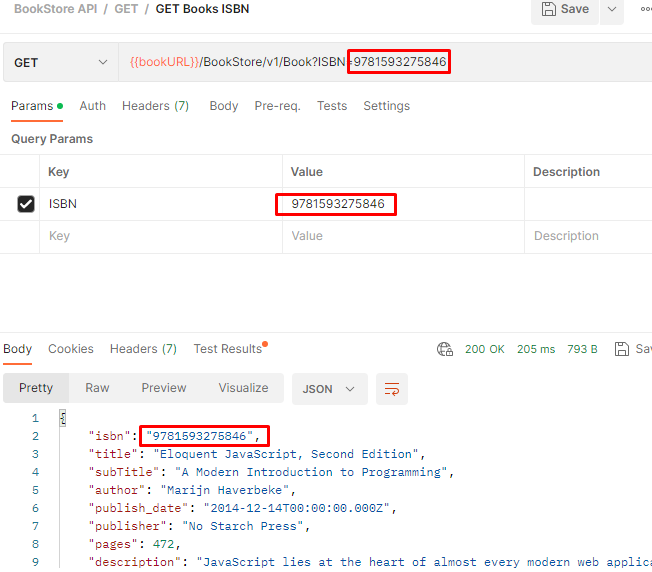 BookStore API / GET / GET Books ISBN
Save
GET {{bookURL}}/BookStore/v1/Book?ISBN=9781593275846
Params Auth Headers (7) Body Pre-req. Tests Settings
Query Params
Key Value Description
ISBN 9781593275846
Key Value Description
Body Cookies Headers (7) Test Results 200 OK 205 ms 793 B Sav
Pretty Raw Preview Visualize JSON
1 {
2 "isbn": "9781593275846",
3 "title": "Eloquent JavaScript, Second Edition",
4 "subTitle": "A Modern Introduction to Programming",
5 "author": "Marijn Haverbeke",
6 "publish_date": "2014-12-14T00:00:00.000Z",
7 "publisher": "No Starch Press",
8 "pages": 472,
9 "description": "JavaScript lies at the heart of almost every modern web applica